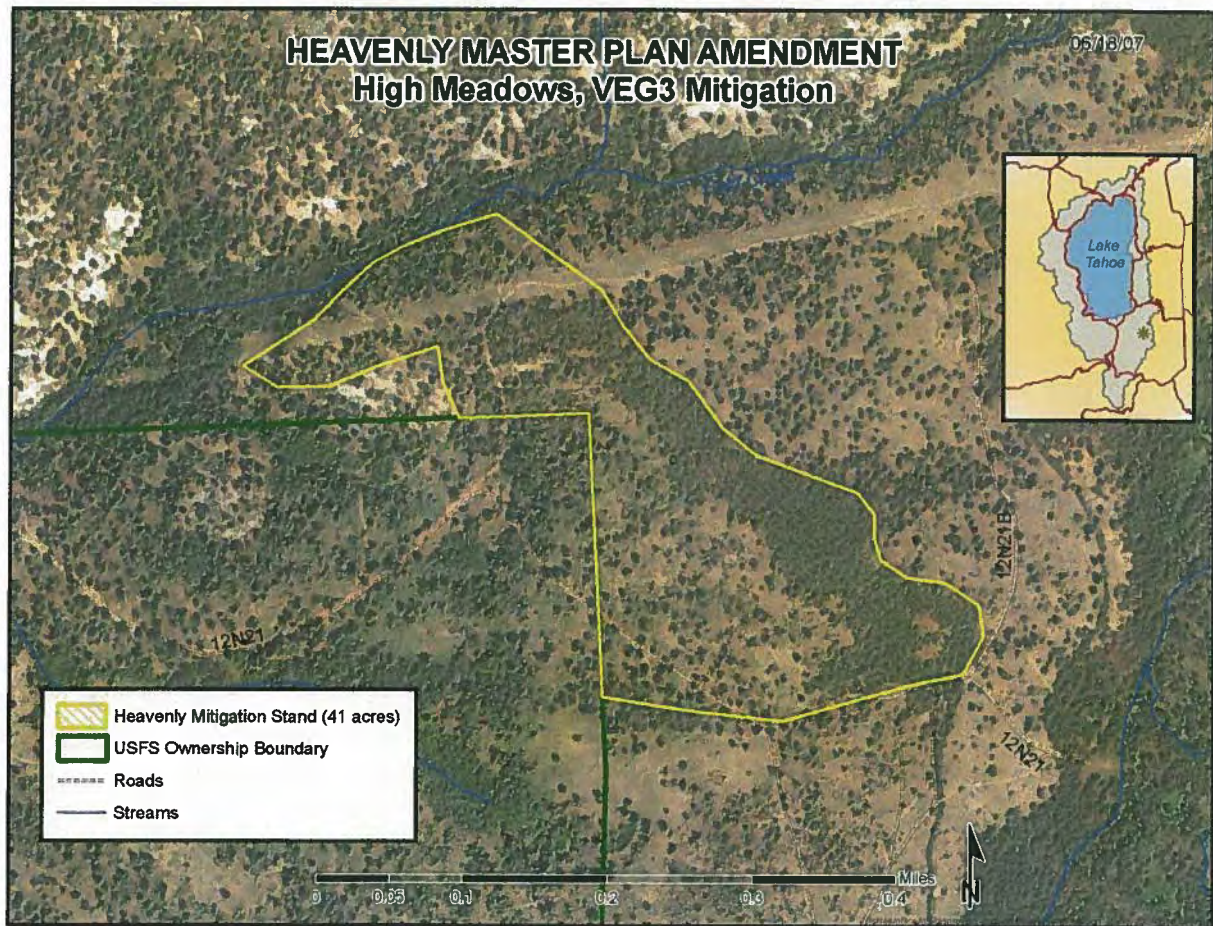 HEAVENLY MASTER PLAN AMENDMENT
High Meadows, VEG3 Mitigation
05/18/07
Lake
Tahoe
12N21B
12N21
12N21
Heavenly Mitigation Stand (41 acres)
USFS Ownership Boundary
Roads
Streams
Miles
0 0.05 0.1 0.2 0.3 0.4
N